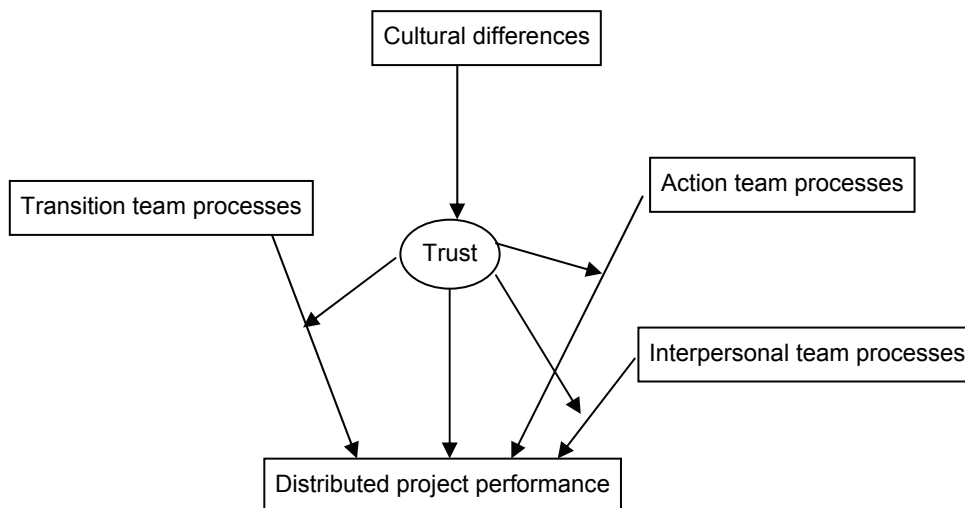 Cultural differences
Action team processes
Transition team processes
Trust
Interpersonal team processes
Distributed project performance